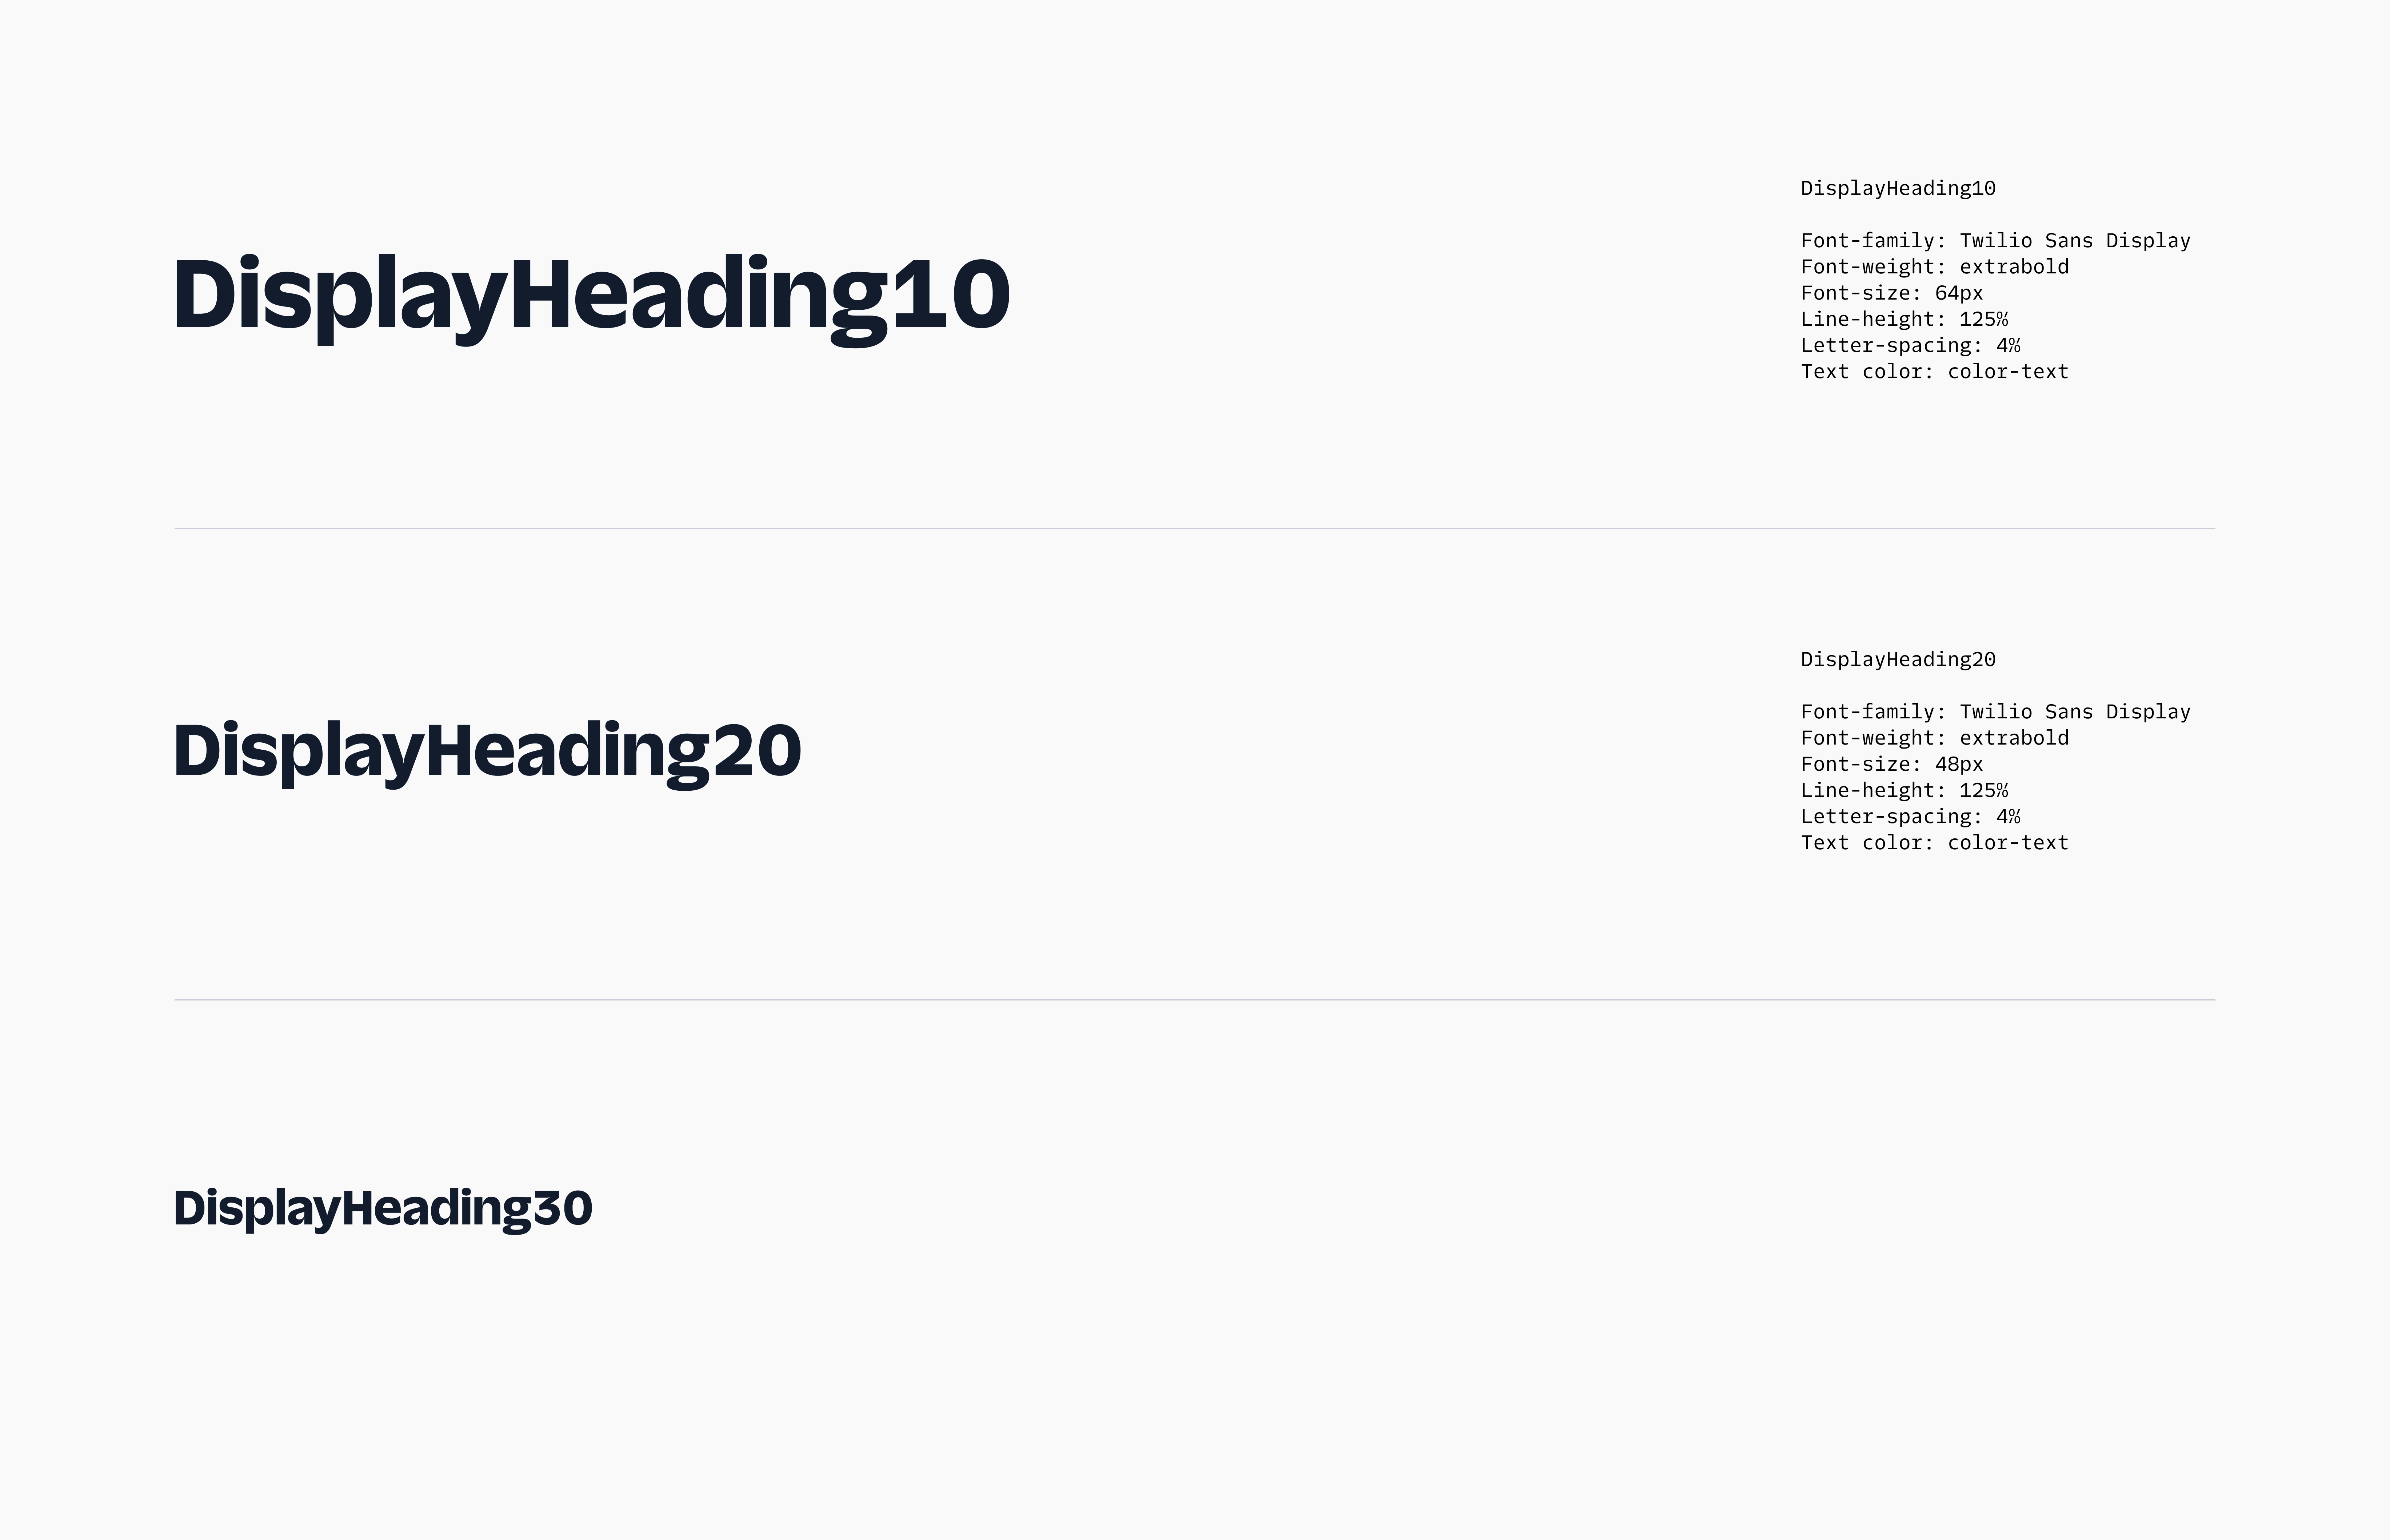 DisplayHeading10
DisplayHeading10
Font-family: Twilio Sans Display
Font-weight: extrabold
Font-size: 64px
Line-height: 125%
Letter-spacing: 4%
Text color: color-text
DisplayHeading20
DisplayHeading20
Font-family: Twilio Sans Display
Font-weight: extrabold
Font-size: 48px
Line-height: 125%
Letter-spacing: 4%
Text color: color-text
DisplayHeading30